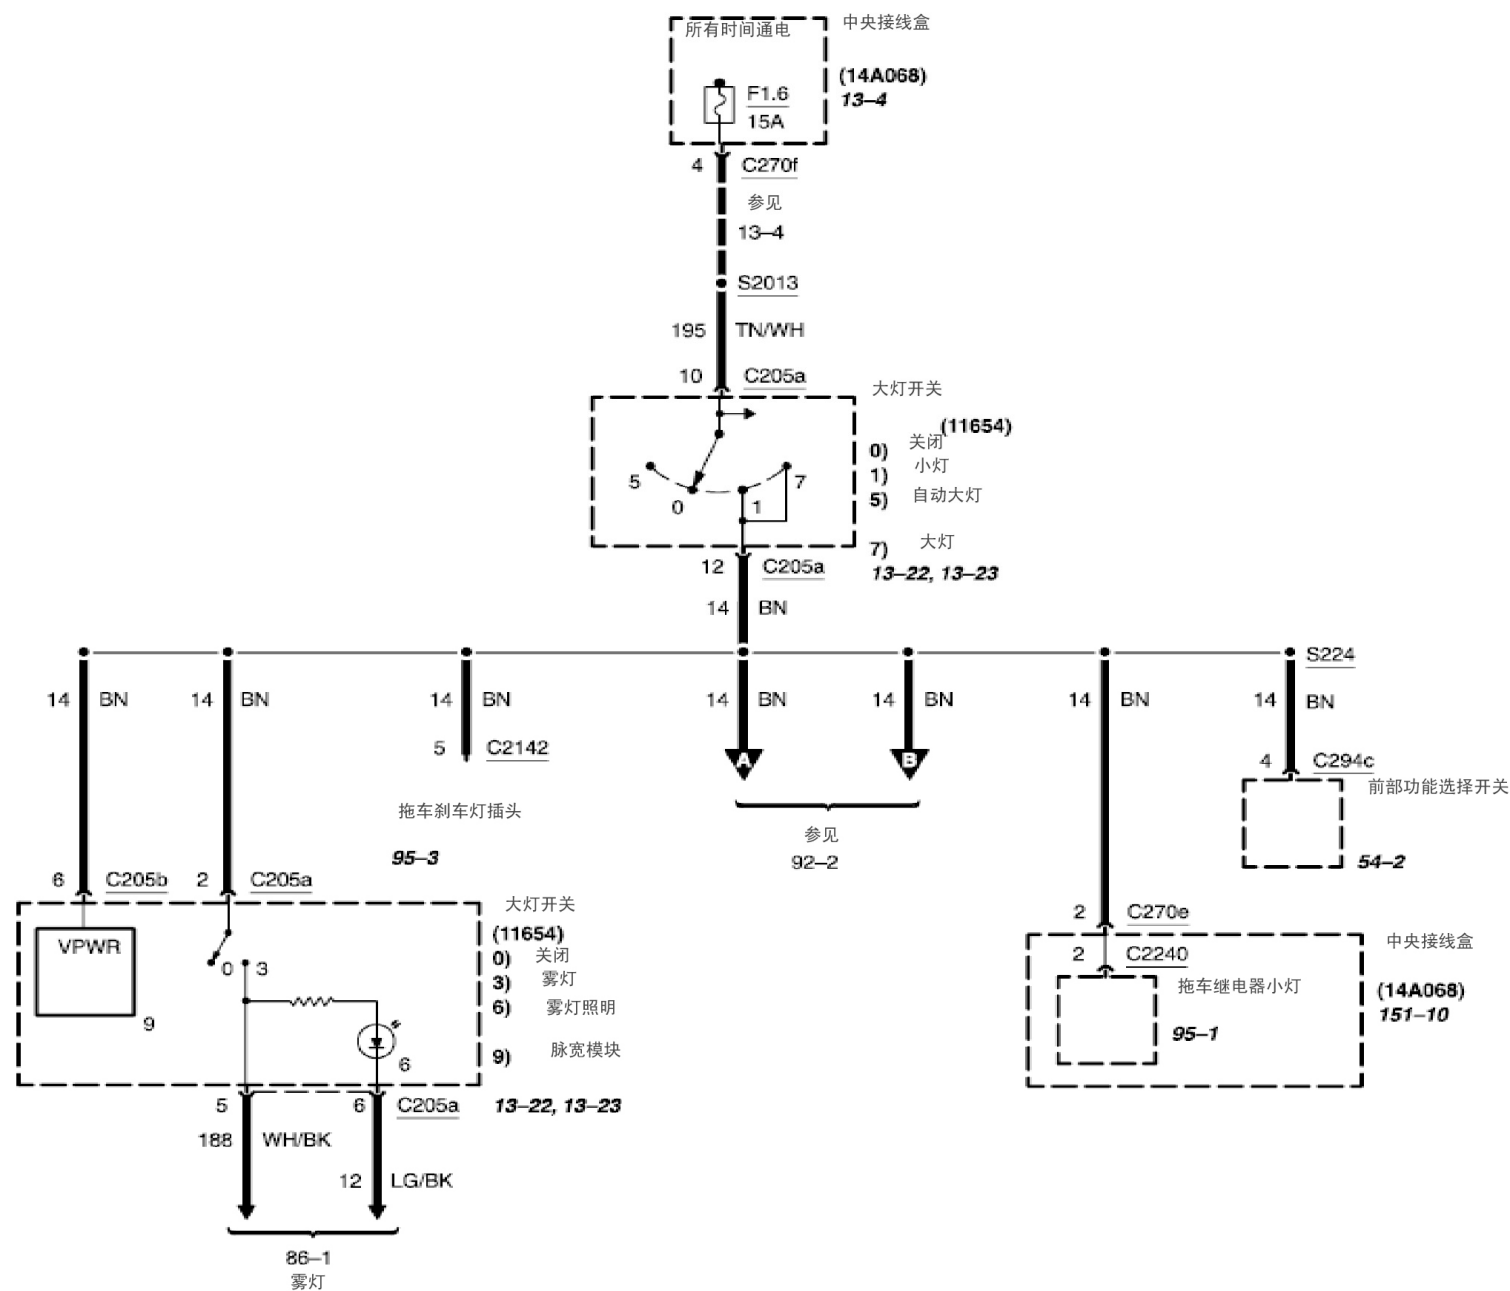 所有时间通电
中央接线盒
(14A068)
13–4
F1.6
15A
4 C270f
参见
13–4
S2013
195 TN/WH
10 C205a
大灯开关
(11654)
0) 关闭
1) 小灯
5) 自动大灯
7) 大灯
13–22, 13–23
5 0 1 7
12 C205a
14 BN
S224
14 BN
14 BN
14 BN
14 BN
14 BN
14 BN
14 BN
5 C2142
拖车刹车灯插头
95–3
A
B
参见
92–2
4 C294c
前部功能选择开关
54–2
6 C205b
2 C205a
大灯开关
(11654)
0) 关闭
3) 雾灯
6) 雾灯照明
9) 脉宽模块
13–22, 13–23
VPWR
9
0 3
6
5
6 C205a
188 WH/BK
12 LG/BK
86–1
雾灯
2 C270e
中央接线盒
(14A068)
151–10
2 C2240
拖车继电器小灯
95–1